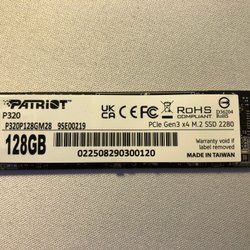 PATRIOT
P320
P320P128GM28 95E00219
128GB
UK CA CE RoHS COMPLIANT
PCIe Gen3 x4 M.2 SSD 2280
022508290300120
Warranty void if label removed
MADE IN TAIWAN